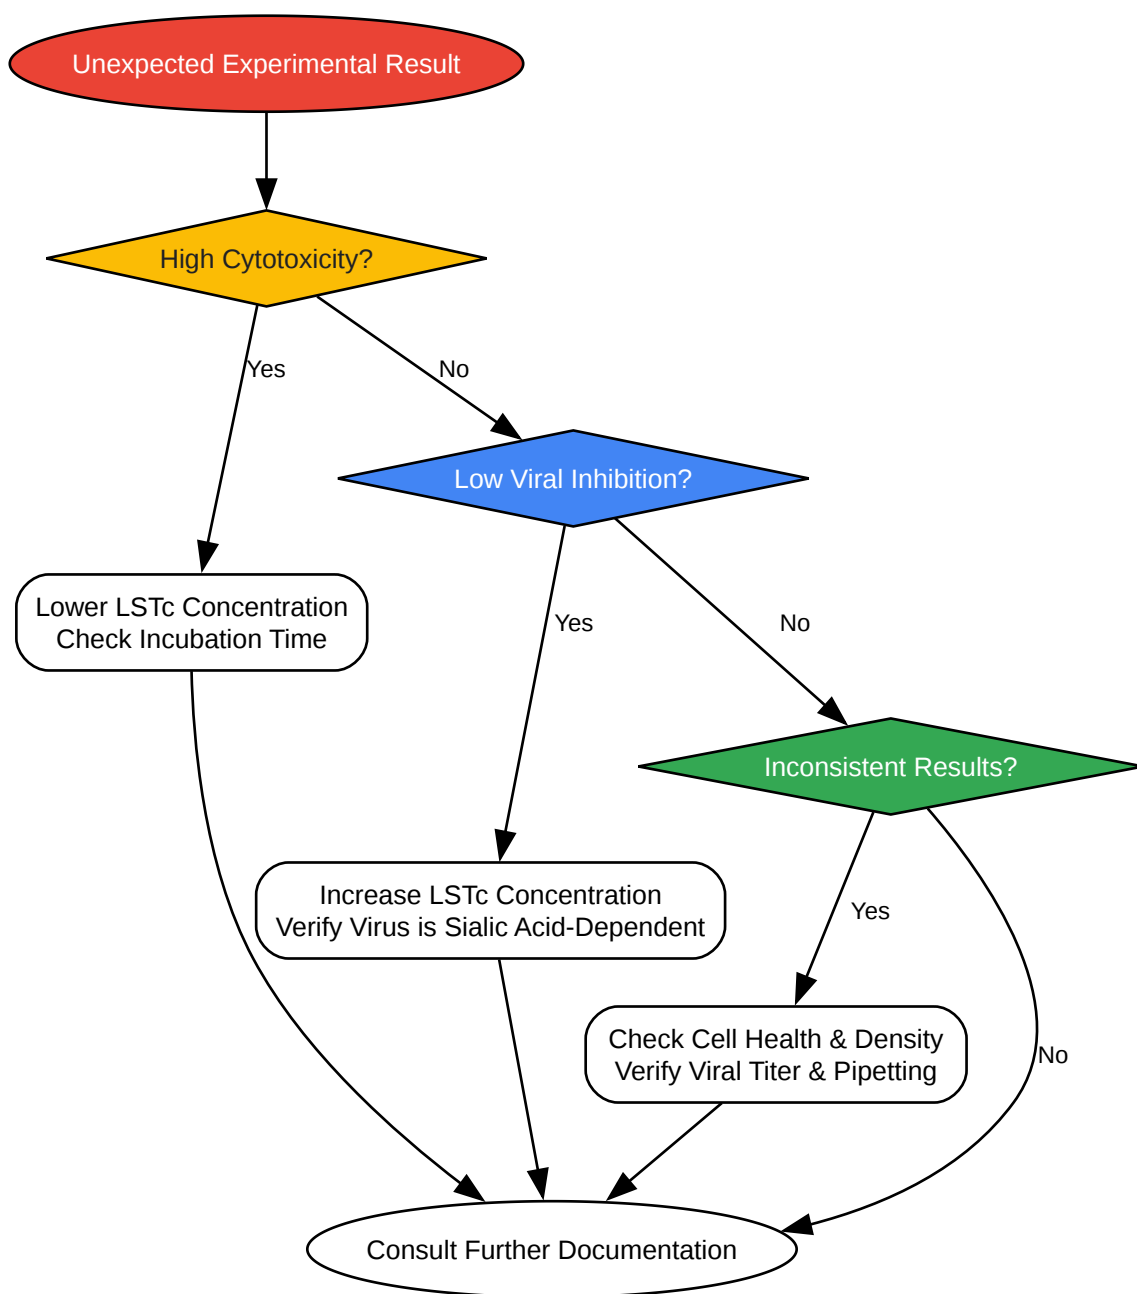 Unexpected Experimental Result
High Cytotoxicity?
Yes
No
Low Viral Inhibition?
Lower LSTc Concentration
Check Incubation Time
Yes
No
Inconsistent Results?
Increase LSTc Concentration
Verify Virus is Sialic Acid-Dependent
Yes
Check Cell Health & Density
Verify Viral Titer & Pipetting
No
Consult Further Documentation